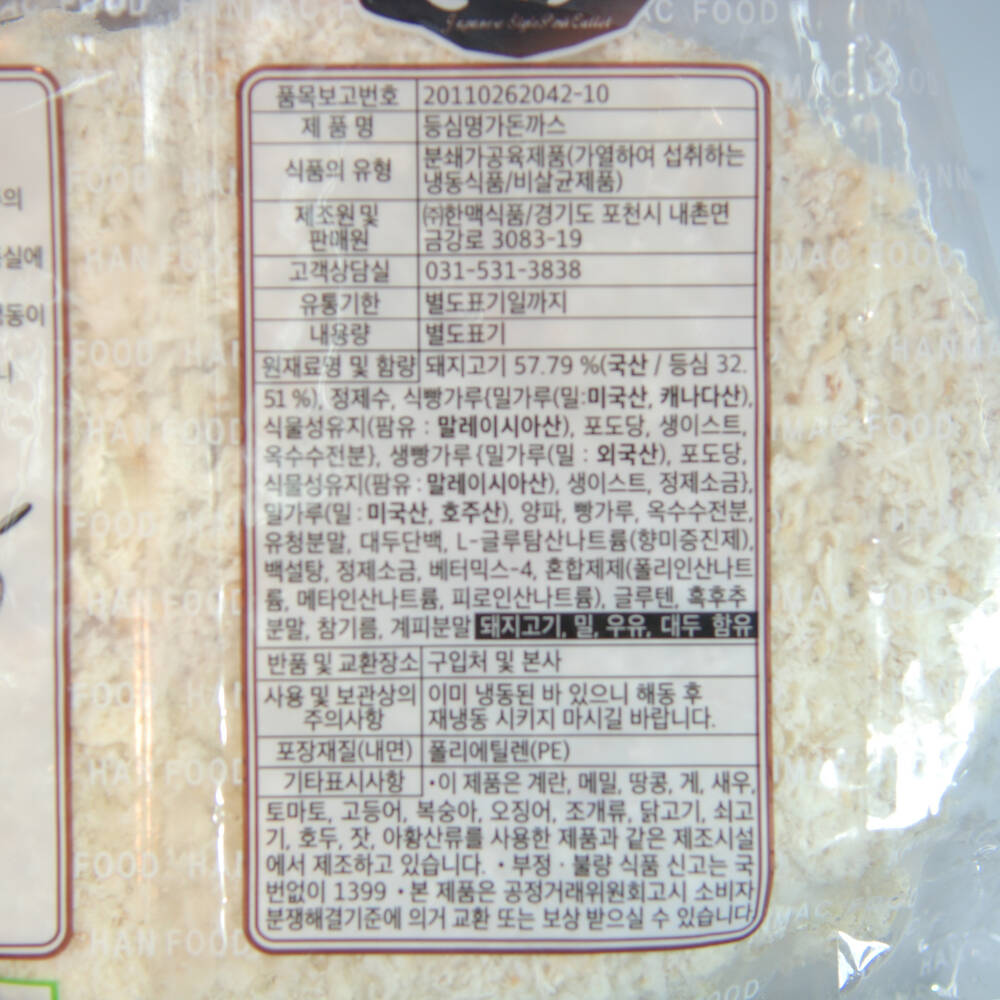 Japanese Style Pork Cutlet
품목보고번호 20110262042-10
제품명 등심명가돈까스
식품의 유형 분쇄가공육제품(가열하여 섭취하는
냉동식품/비살균제품)
제조원 및 판매원 ㈜한맥식품/경기도 포천시 내촌면
금강로 3083-19
고객상담실 031-531-3838
유통기한 별도표기일까지
내용량 별도표기
원재료명 및 함량 돼지고기 57.79 %(국산 / 등심 32.
51 %), 정제수, 식빵가루{밀가루(밀:미국산, 캐나다산),
식물성유지(팜유 : 말레이시아산), 포도당, 생이스트,
옥수수전분}, 생빵가루{밀가루(밀 : 외국산), 포도당,
식물성유지(팜유 : 말레이시아산), 생이스트, 정제소금},
밀가루(밀 : 미국산, 호주산), 양파, 빵가루, 옥수수전분,
유청분말, 대두단백, L-글루탐산나트륨(향미증진제),
백설탕, 정제소금, 베터믹스-4, 혼합제제(폴리인산나트
륨, 메타인산나트륨, 피로인산나트륨), 글루텐, 흑후추
분말, 참기름, 계피분말 돼지고기, 밀, 우유, 대두 함유
반품 및 교환장소 구입처 및 본사
사용 및 보관상의 주의사항 이미 냉동된 바 있으니 해동 후
재냉동 시키지 마시길 바랍니다.
포장재질(내면) 폴리에틸렌(PE)
기타표시사항 •이 제품은 계란, 메밀, 땅콩, 게, 새우,
토마토, 고등어, 복숭아, 오징어, 조개류, 닭고기, 쇠고
기, 호두, 잣, 아황산류를 사용한 제품과 같은 제조시설
에서 제조하고 있습니다. • 부정 · 불량 식품 신고는 국
번없이 1399 • 본 제품은 공정거래위원회고시 소비자
분쟁해결기준에 의거 교환 또는 보상 받으실 수 있습니다
HAN FOOD